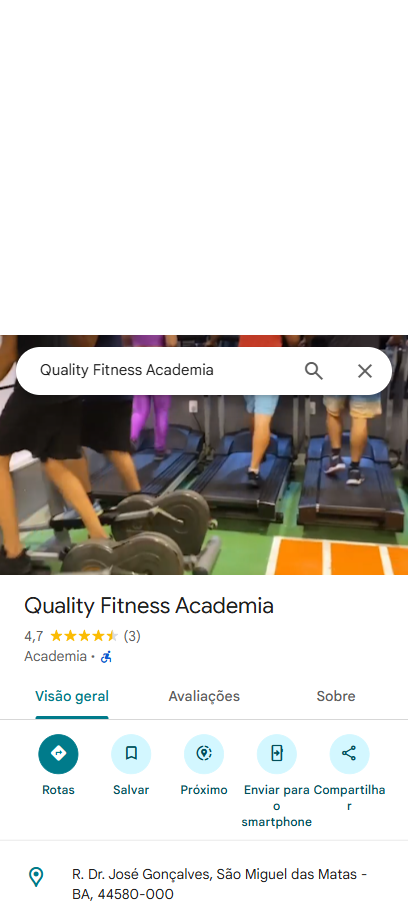 Quality Fitness Academia
Quality Fitness Academia
4,7 (3)
Academia ·
Visão geral Avaliações Sobre
Rotas Salvar Próximo Enviar para o smartphone Compartilhar
R. Dr. José Gonçalves, São Miguel das Matas -
BA, 44580-000